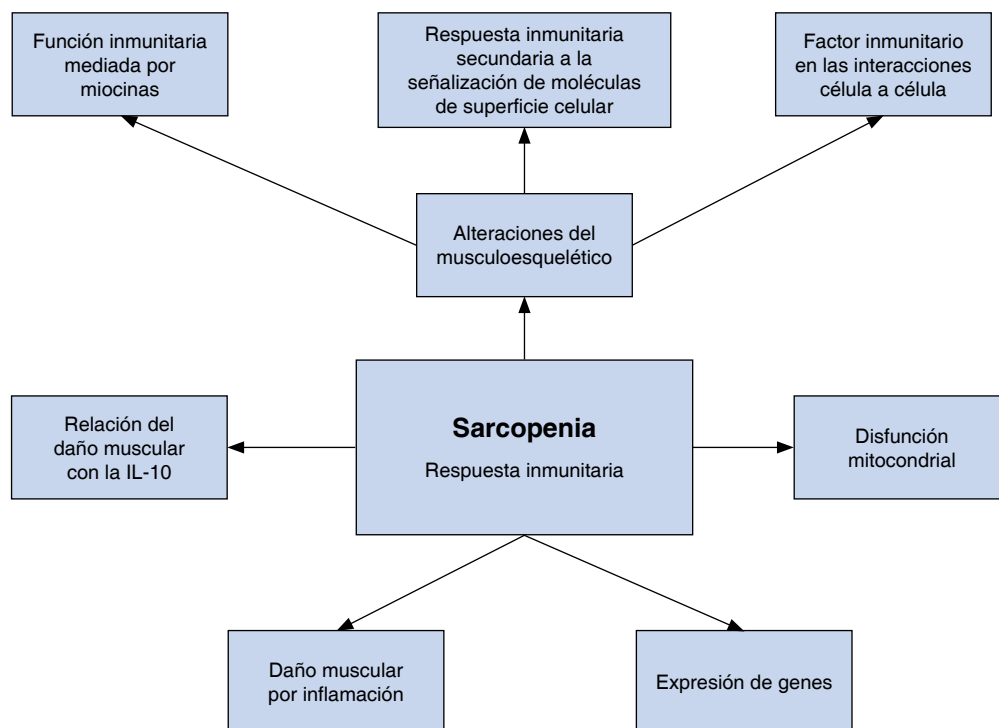 Función inmunitaria
mediada por
miocinas
Respuesta inmunitaria
secundaria a la
señalización de moléculas
de superficie celular
Factor inmunitario
en las interacciones
célula a célula
Alteraciones del
musculoesquelético
Relación del
daño muscular
con la IL-10
Sarcopenia
Respuesta inmunitaria
Disfunción
mitocondrial
Daño muscular
por inflamación
Expresión de genes